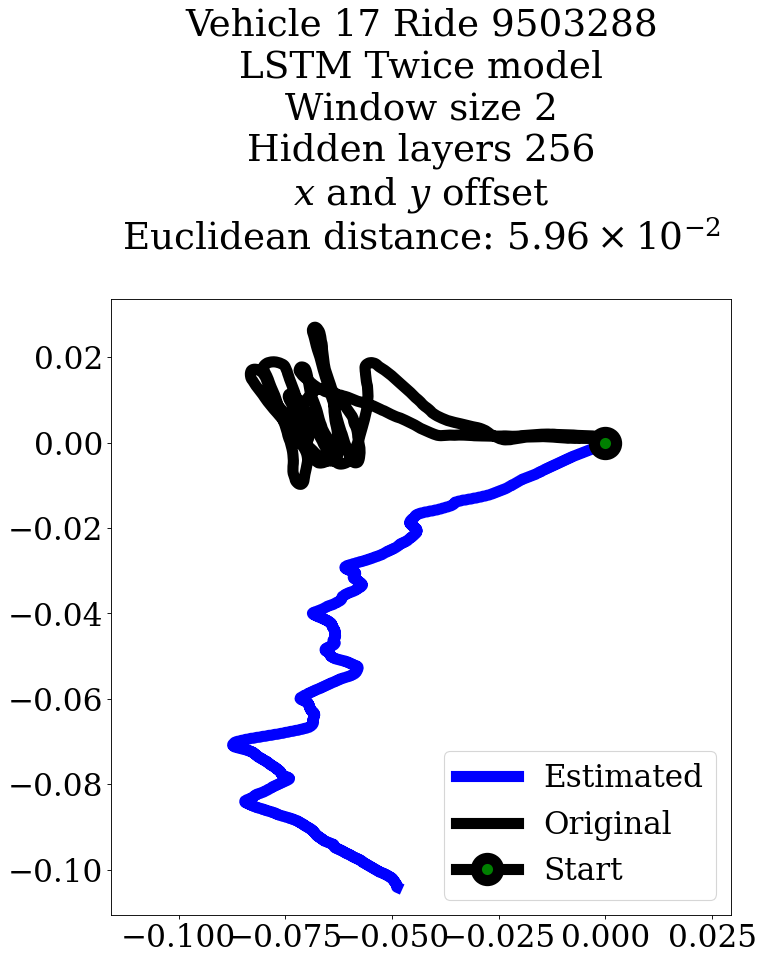 Vehicle 17 Ride 9503288
LSTM Twice model
Window size 2
Hidden layers 256
x and y offset
Euclidean distance: 5.96 × 10⁻²
0.02
0.00
−0.02
−0.04
−0.06
−0.08
−0.10
Estimated
Original
Start
−0.100 −0.075 −0.050 −0.025 0.000 0.025